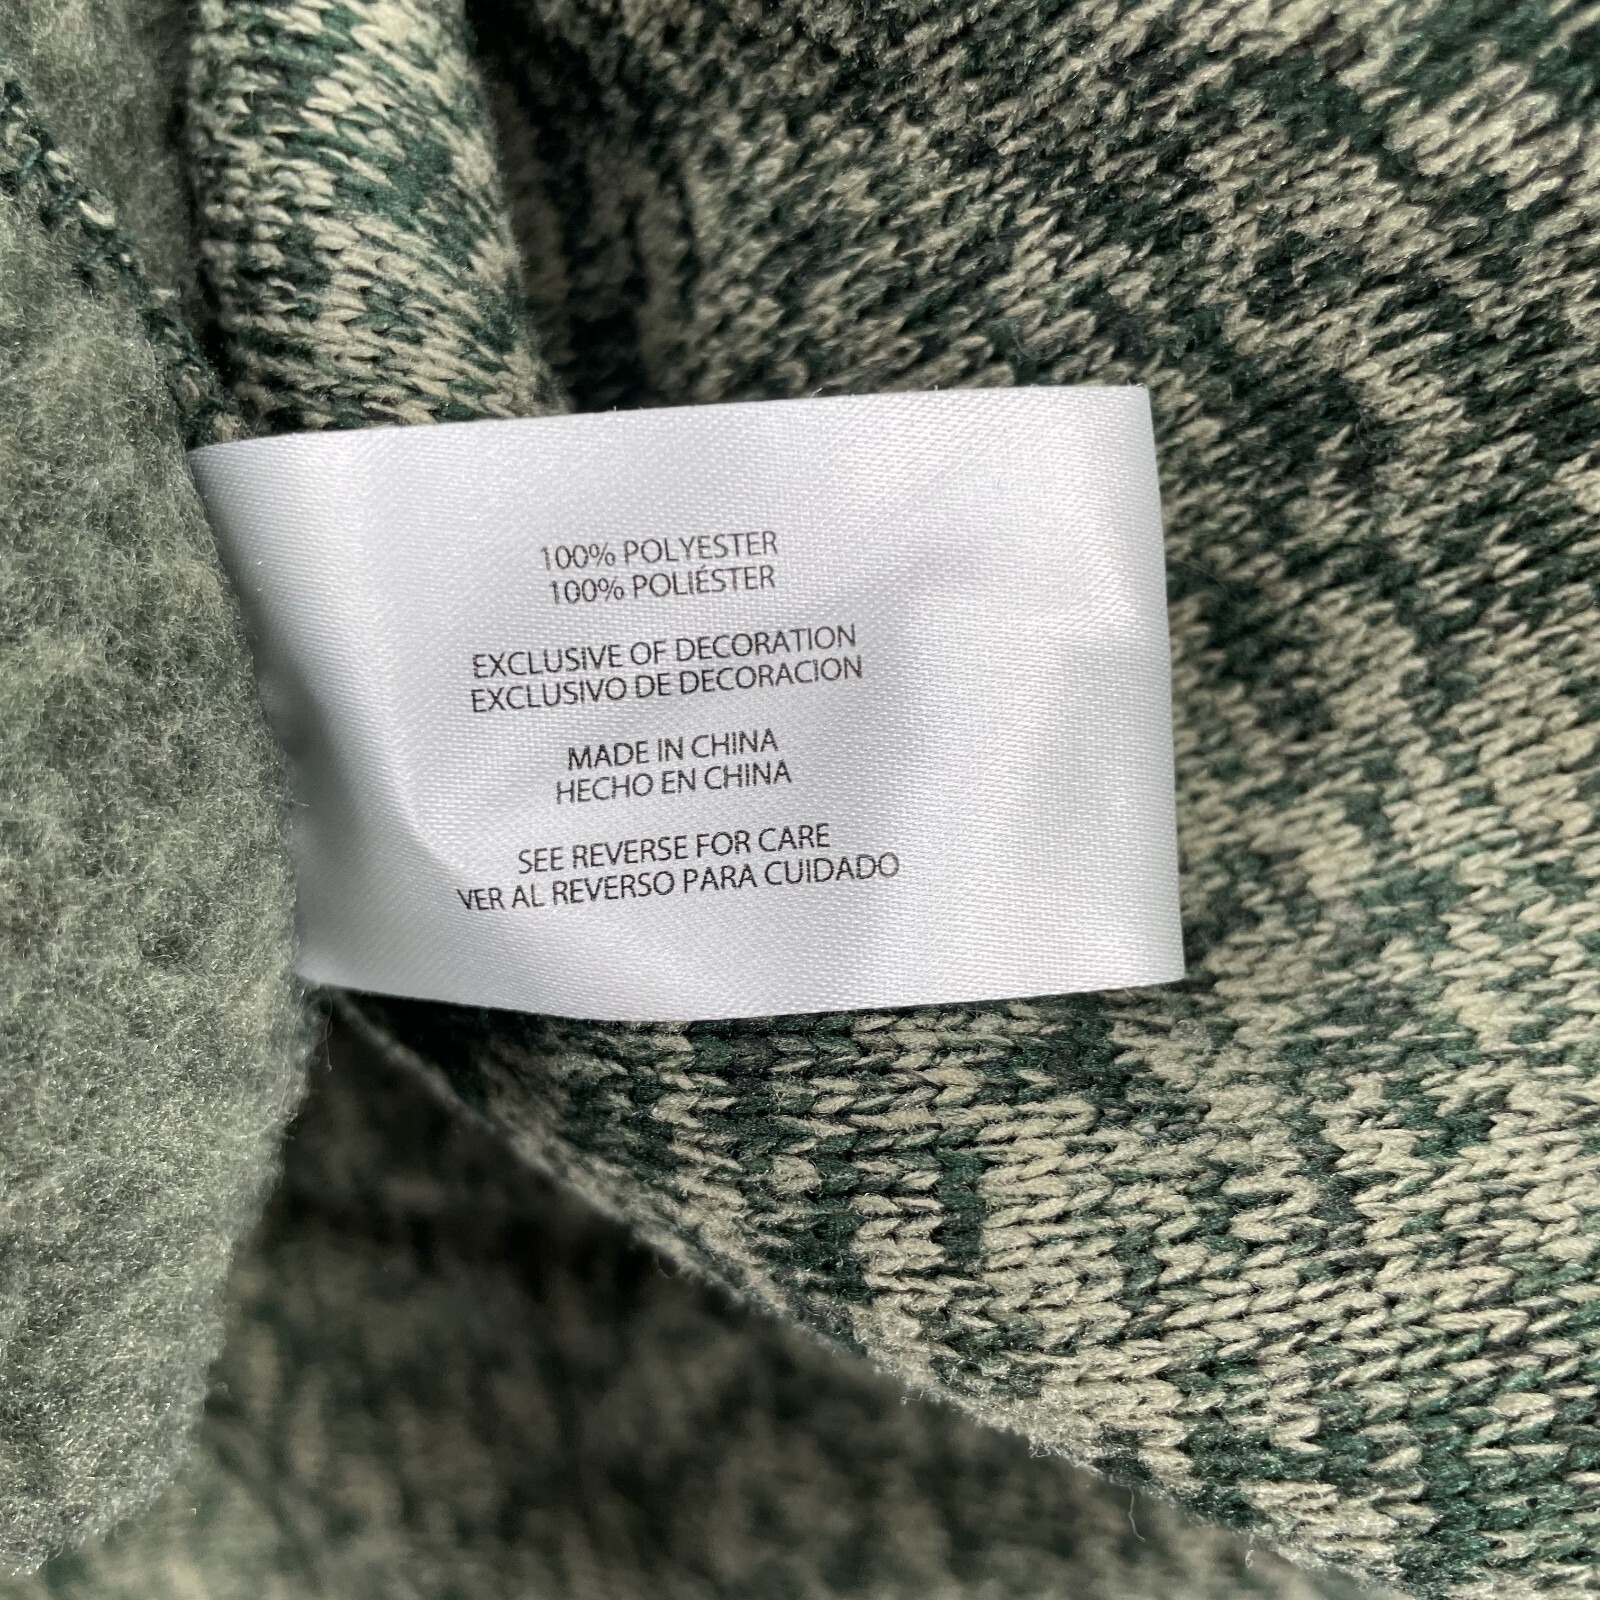 100% POLYESTER
100% POLIÉSTER
EXCLUSIVE OF DECORATION
EXCLUSIVO DE DECORACION
MADE IN CHINA
HECHO EN CHINA
SEE REVERSE FOR CARE
VER AL REVERSO PARA CUIDADO